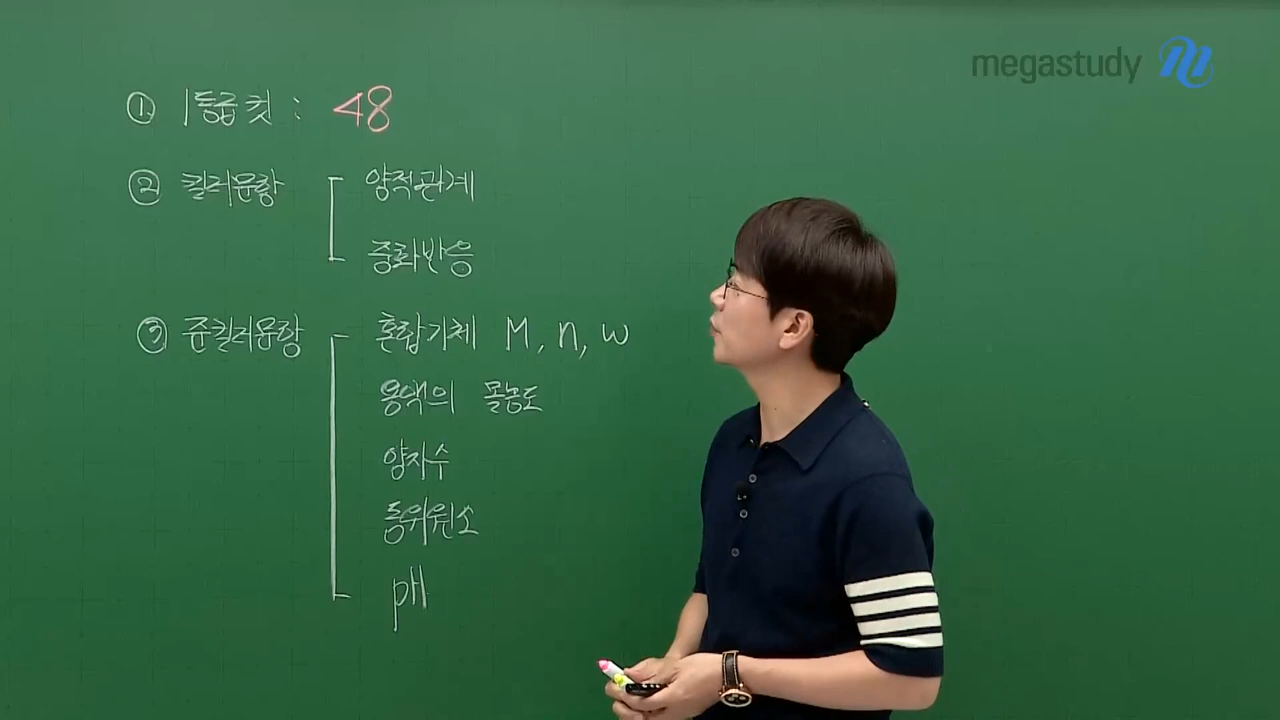 megastudy
① 1등급 컷 : 48
② 킬러문항 양적관계
중화반응
③ 준킬러문항 혼합기체 M, n, w
용액의 몰농도
양자수
동위원소
pH